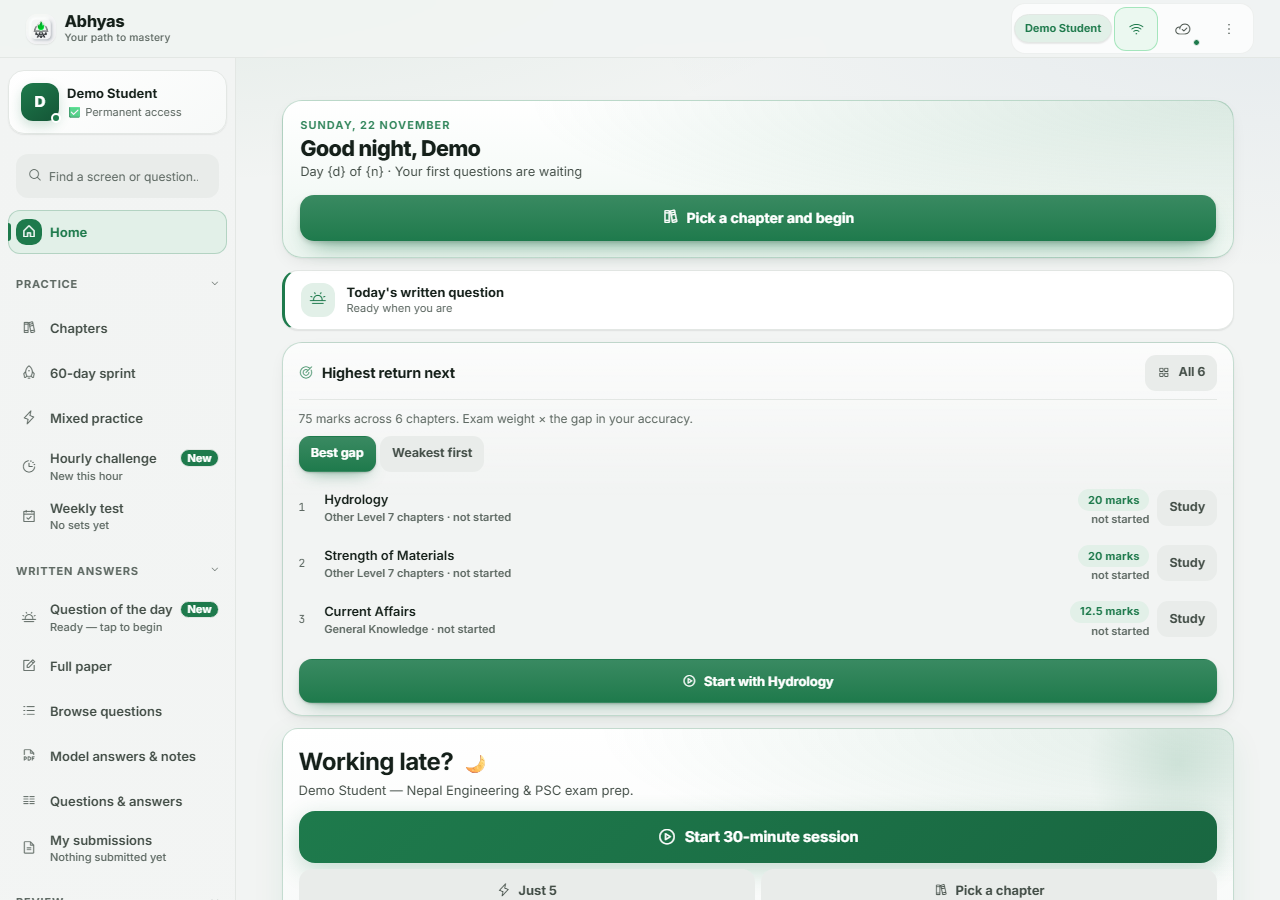 Abhyas
Your path to mastery
Demo Student
D
Demo Student
✅ Permanent access
Find a screen or question..
Home
PRACTICE
Chapters
60-day sprint
Mixed practice
Hourly challenge New
New this hour
Weekly test
No sets yet
WRITTEN ANSWERS
Question of the day New
Ready — tap to begin
Full paper
Browse questions
Model answers & notes
Questions & answers
My submissions
Nothing submitted yet
REVIEW
SUNDAY, 22 NOVEMBER
Good night, Demo
Day {d} of {n} · Your first questions are waiting
Pick a chapter and begin
Today's written question
Ready when you are
Highest return next
All 6
75 marks across 6 chapters. Exam weight × the gap in your accuracy.
Best gap Weakest first
1 Hydrology 20 marks Study
Other Level 7 chapters · not started not started
2 Strength of Materials 20 marks Study
Other Level 7 chapters · not started not started
3 Current Affairs 12.5 marks Study
General Knowledge · not started not started
Start with Hydrology
Working late? 🌙
Demo Student — Nepal Engineering & PSC exam prep.
Start 30-minute session
Just 5 Pick a chapter